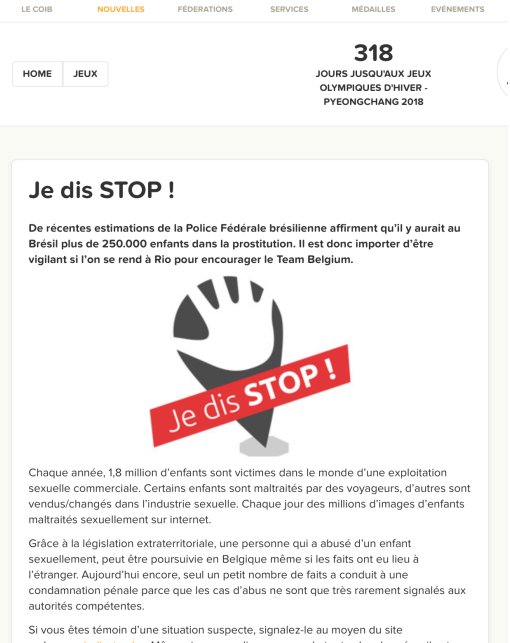 LE COIB NOUVELLES FÉDERATIONS SERVICES MÉDAILLES EVÉNEMENTS
HOME JEUX
318
JOURS JUSQU'AUX JEUX
OLYMPIQUES D'HIVER -
PYEONGCHANG 2018
Je dis STOP !
De récentes estimations de la Police Fédérale brésilienne affirment qu'il y aurait au
Brésil plus de 250.000 enfants dans la prostitution. Il est donc importer d'être
vigilant si l'on se rend à Rio pour encourager le Team Belgium.
Je dis STOP !
Chaque année, 1,8 million d'enfants sont victimes dans le monde d'une exploitation
sexuelle commerciale. Certains enfants sont maltraités par des voyageurs, d'autres sont
vendus/changés dans l'industrie sexuelle. Chaque jour des millions d'images d'enfants
maltraités sexuellement sur internet.
Grâce à la législation extraterritoriale, une personne qui a abusé d'un enfant
sexuellement, peut être poursuivie en Belgique même si les faits ont eu lieu à
l'étranger. Aujourd'hui encore, seul un petit nombre de faits a conduit à une
condamnation pénale parce que les cas d'abus ne sont que très rarement signalés aux
autorités compétentes.
Si vous êtes témoin d'une situation suspecte, signalez-le au moyen du site